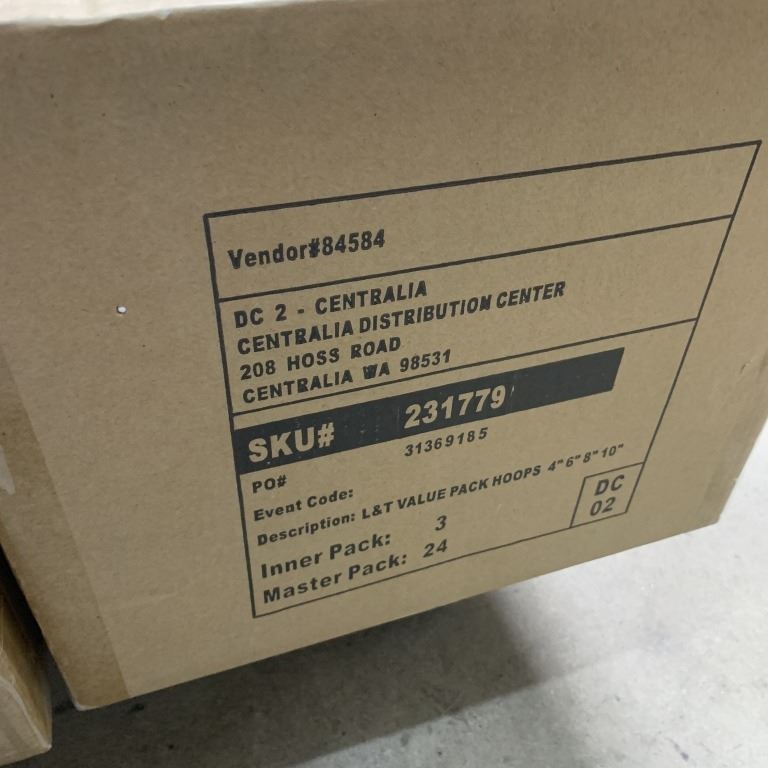 Vendor#84584
DC 2 - CENTRALIA
CENTRALIA DISTRIBUTION CENTER
208 HOSS ROAD
CENTRALIA WA 98531
SKU# 231779
PO# 31369185
Event Code:
Description: L&T VALUE PACK HOOPS 4"6"8"10"
Inner Pack: 3
Master Pack: 24
DC
02